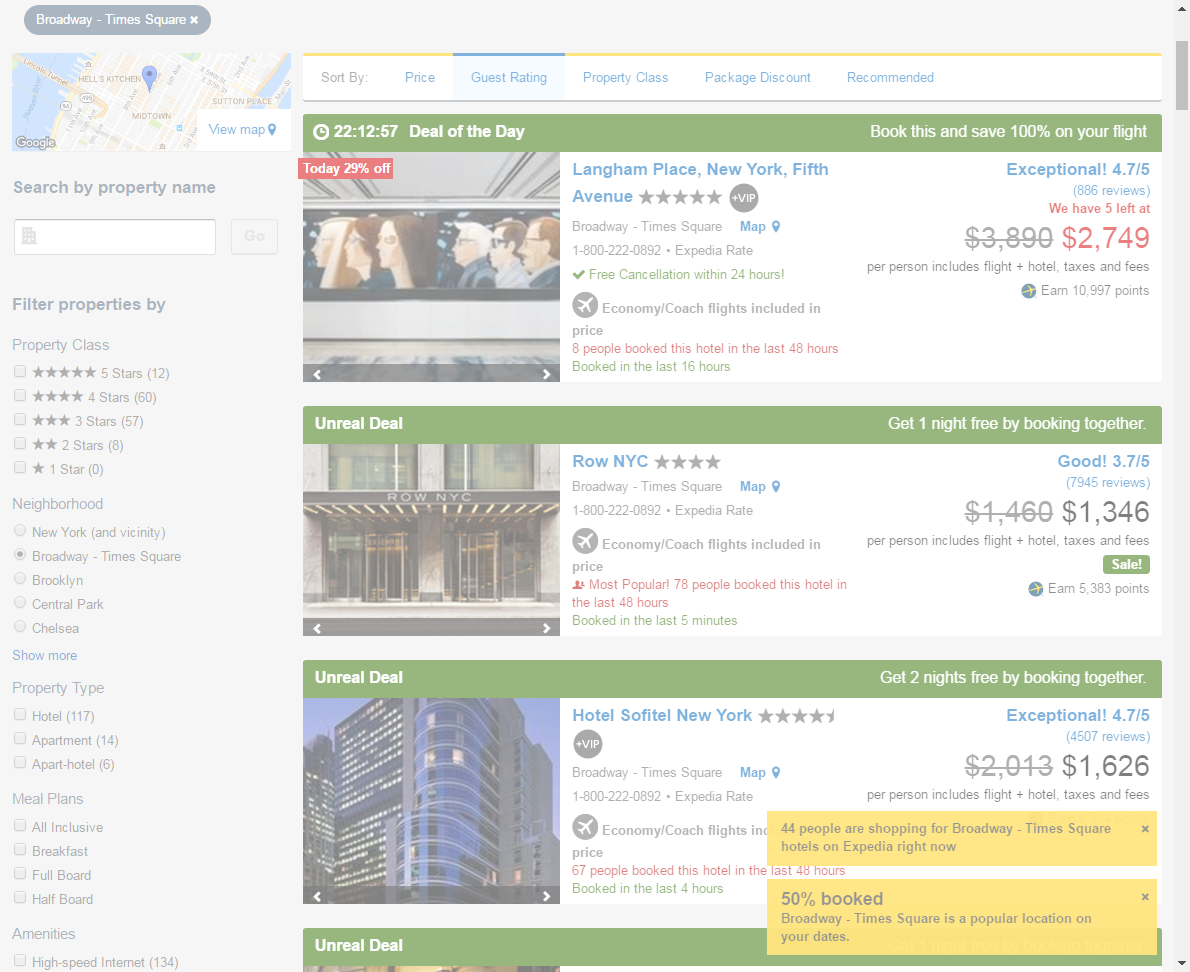 Broadway - Times Square ×
Lincoln Tunnel
HELL'S KITCHEN
SUTTON PLACE
MIDTOWN
495
9A
Google
View map
Search by property name
Go
Filter properties by
Property Class
5 Stars (12)
4 Stars (60)
3 Stars (57)
2 Stars (8)
1 Star (0)
Neighborhood
New York (and vicinity)
Broadway - Times Square
Brooklyn
Central Park
Chelsea
Show more
Property Type
Hotel (117)
Apartment (14)
Apart-hotel (6)
Meal Plans
All Inclusive
Breakfast
Full Board
Half Board
Amenities
High-speed Internet (134)
Sort By: Price Guest Rating Property Class Package Discount Recommended
22:12:57 Deal of the Day Book this and save 100% on your flight
Today 29% off
Langham Place, New York, Fifth
Avenue +VIP
Broadway - Times Square Map
1-800-222-0892 • Expedia Rate
Free Cancellation within 24 hours!
Economy/Coach flights included in
price
8 people booked this hotel in the last 48 hours
Booked in the last 16 hours
Exceptional! 4.7/5
(886 reviews)
We have 5 left at
$3,890 $2,749
per person includes flight + hotel, taxes and fees
Earn 10,997 points
Unreal Deal Get 1 night free by booking together.
ROW NYC
Row NYC
Broadway - Times Square Map
1-800-222-0892 • Expedia Rate
Economy/Coach flights included in
price
Most Popular! 78 people booked this hotel in
the last 48 hours
Booked in the last 5 minutes
Good! 3.7/5
(7945 reviews)
$1,460 $1,346
per person includes flight + hotel, taxes and fees
Sale!
Earn 5,383 points
Unreal Deal Get 2 nights free by booking together.
Hotel Sofitel New York
+VIP
Broadway - Times Square Map
1-800-222-0892 • Expedia Rate
Economy/Coach flights inc
price
67 people booked this hotel in the last 48 hours
Booked in the last 4 hours
Exceptional! 4.7/5
(4507 reviews)
$2,013 $1,626
per person includes flight + hotel, taxes and fees
44 people are shopping for Broadway - Times Square ×
hotels on Expedia right now
50% booked ×
Broadway - Times Square is a popular location on
your dates.
Unreal Deal Get 1 night free by booking together.